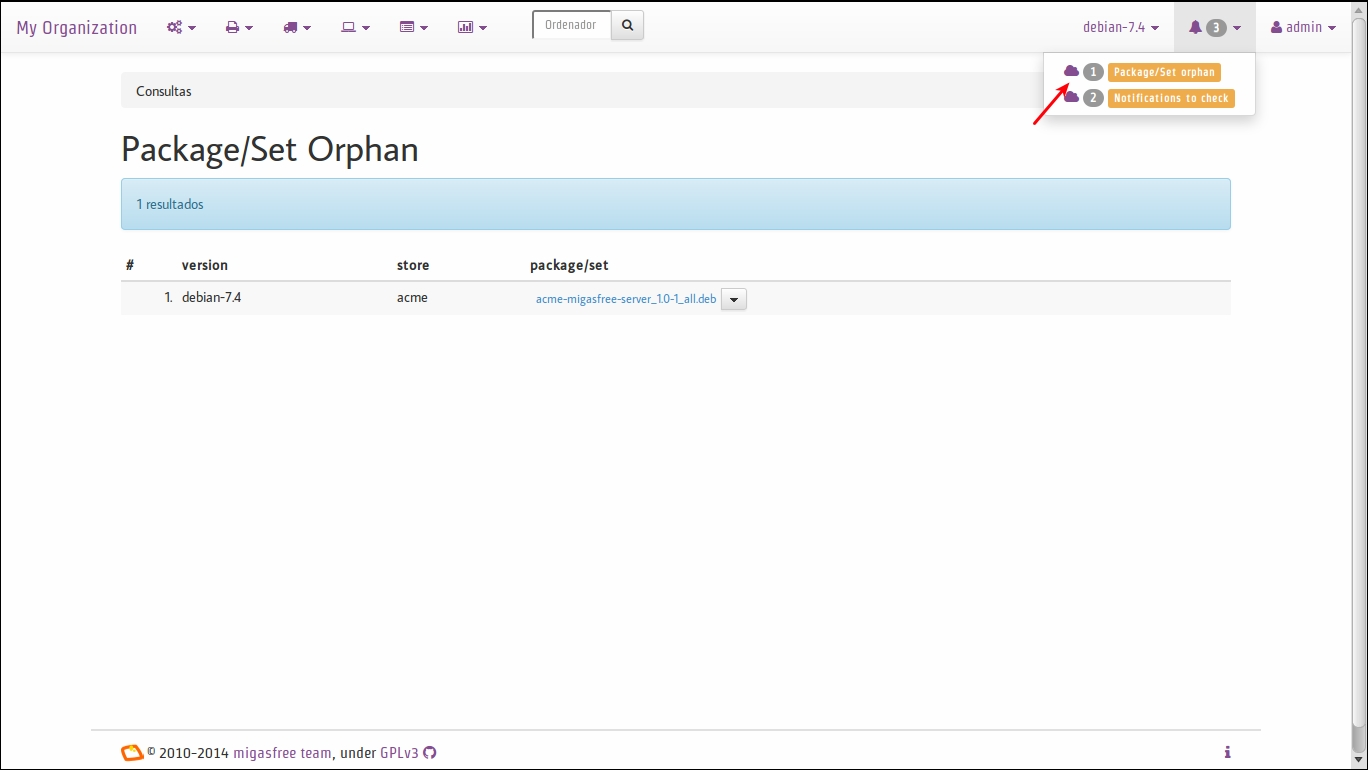 My Organization
Ordenador
debian-7.4
3
admin
1 Package/Set orphan
2 Notifications to check
Consultas
Package/Set Orphan
1 resultados
# version store package/set
1. debian-7.4 acme acme-migasfree-server_1.0-1_all.deb
© 2010-2014 migasfree team, under GPLv3